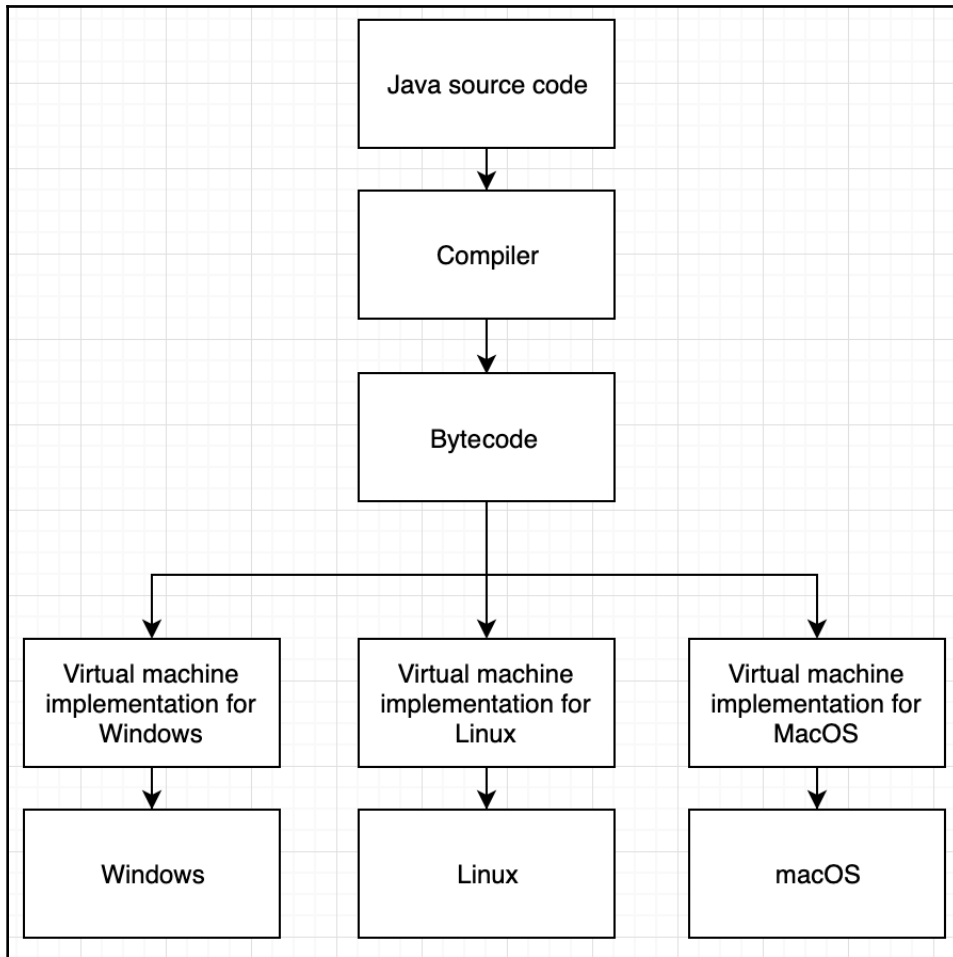 Java source code
Compiler
Bytecode
Virtual machine
implementation for
Windows
Virtual machine
implementation for
Linux
Virtual machine
implementation for
MacOS
Windows
Linux
macOS